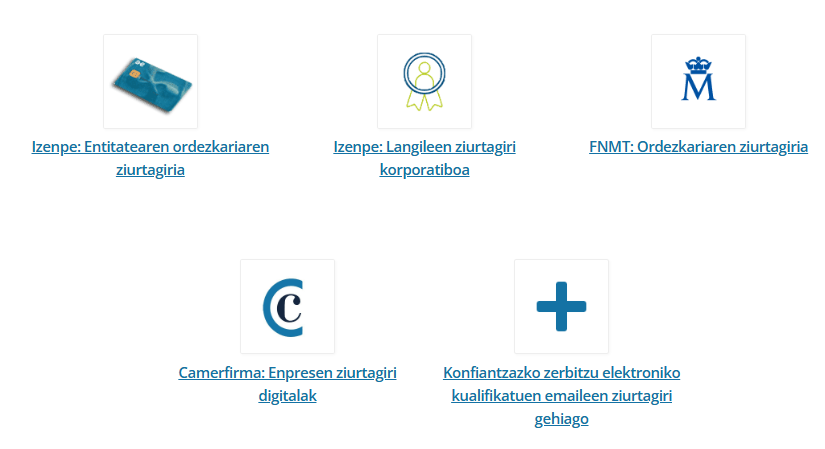 Izenpe: Entitatearen ordezkariaren
ziurtagiria
Izenpe: Langileen ziurtagiri
korporatiboa
M
FNMT: Ordezkariaren ziurtagiria
C
Camerfirma: Enpresen ziurtagiri
digitalak
Konfiantzazko zerbitzu elektroniko
kualifikatuen emaileen ziurtagiri
gehiago